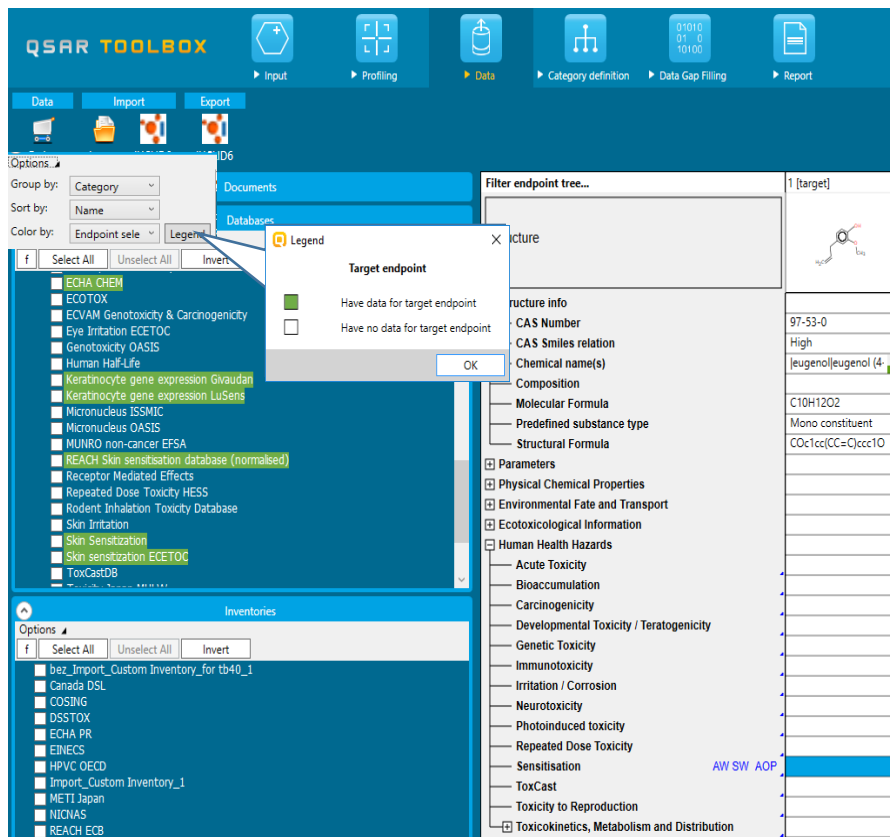 QSAR TOOLBOX
01010
01 0
10100
Input
Profiling
Data
Category definition
Data Gap Filling
Report
Data
Import
Export
Options
Group by:
Category
Sort by:
Name
Color by:
Endpoint sele
Legend
Documents
Databases
f
Select All
Unselect All
Invert
ECHA CHEM
ECOTOX
ECVAM Genotoxicity & Carcinogenicity
Eye Irritation ECETOC
Genotoxicity OASIS
Human Half-Life
Keratinocyte gene expression Givaudan
Keratinocyte gene expression LuSens
Micronucleus ISSMIC
Micronucleus OASIS
MUNRO non-cancer EFSA
REACH Skin sensitisation database (normalised)
Receptor Mediated Effects
Repeated Dose Toxicity HESS
Rodent Inhalation Toxicity Database
Skin Irritation
Skin Sensitization
Skin sensitization ECETOC
ToxCastDB
Legend
Target endpoint
Have data for target endpoint
Have no data for target endpoint
OK
Inventories
Options
f
Select All
Unselect All
Invert
bez_Import_Custom Inventory_for tb40_1
Canada DSL
COSING
DSSTOX
ECHA PR
EINECS
HPVC OECD
Import_Custom Inventory_1
METI Japan
NICNAS
REACH ECB
Filter endpoint tree...
1 [target]
ucture
ructure info
CAS Number
97-53-0
CAS Smiles relation
High
Chemical name(s)
|eugenol|eugenol (4-
Composition
Molecular Formula
C10H12O2
Predefined substance type
Mono constituent
Structural Formula
COc1cc(CC=C)ccc1O
Parameters
Physical Chemical Properties
Environmental Fate and Transport
Ecotoxicological Information
Human Health Hazards
Acute Toxicity
Bioaccumulation
Carcinogenicity
Developmental Toxicity / Teratogenicity
Genetic Toxicity
Immunotoxicity
Irritation / Corrosion
Neurotoxicity
Photoinduced toxicity
Repeated Dose Toxicity
Sensitisation
AW SW AOP
ToxCast
Toxicity to Reproduction
Toxicokinetics, Metabolism and Distribution